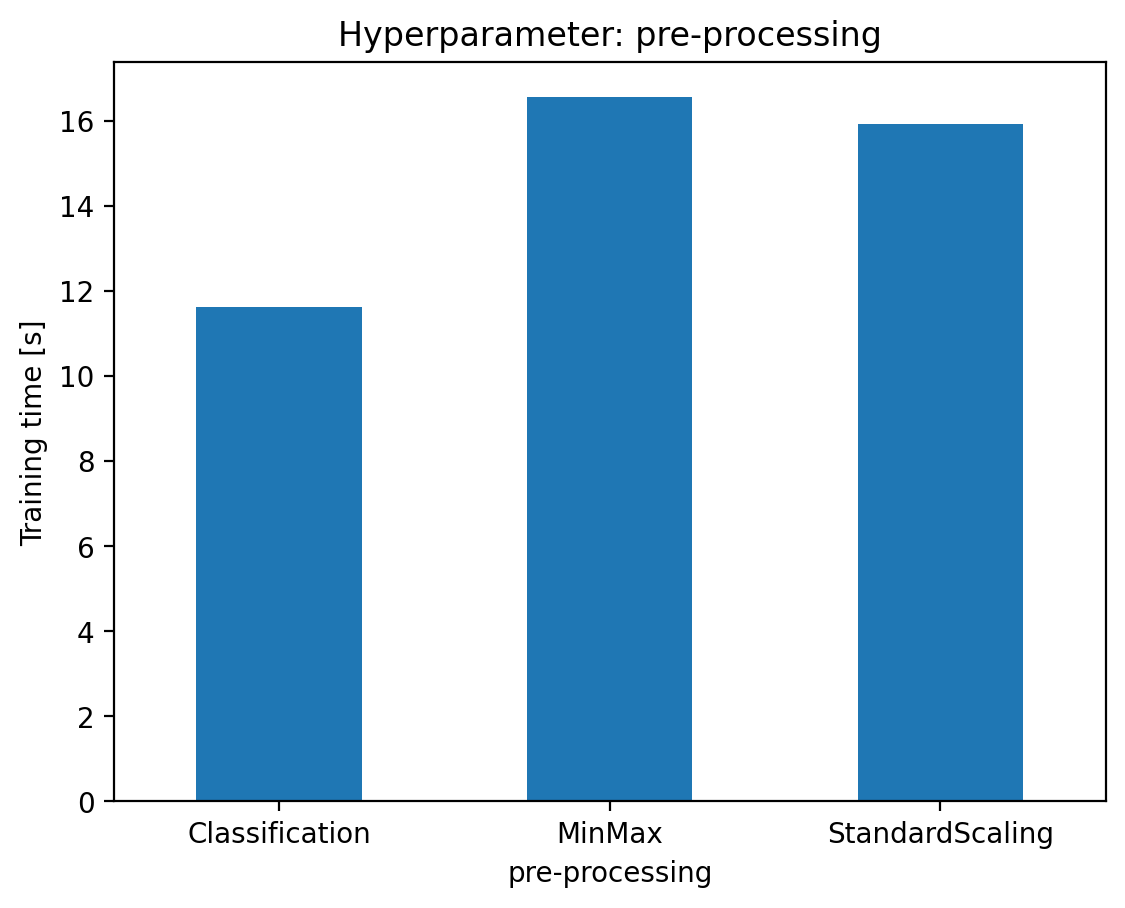 Hyperparameter: pre-processing
Training time [s]
16
14
12
10
8
6
4
2
0
Classification
MinMax
StandardScaling
pre-processing